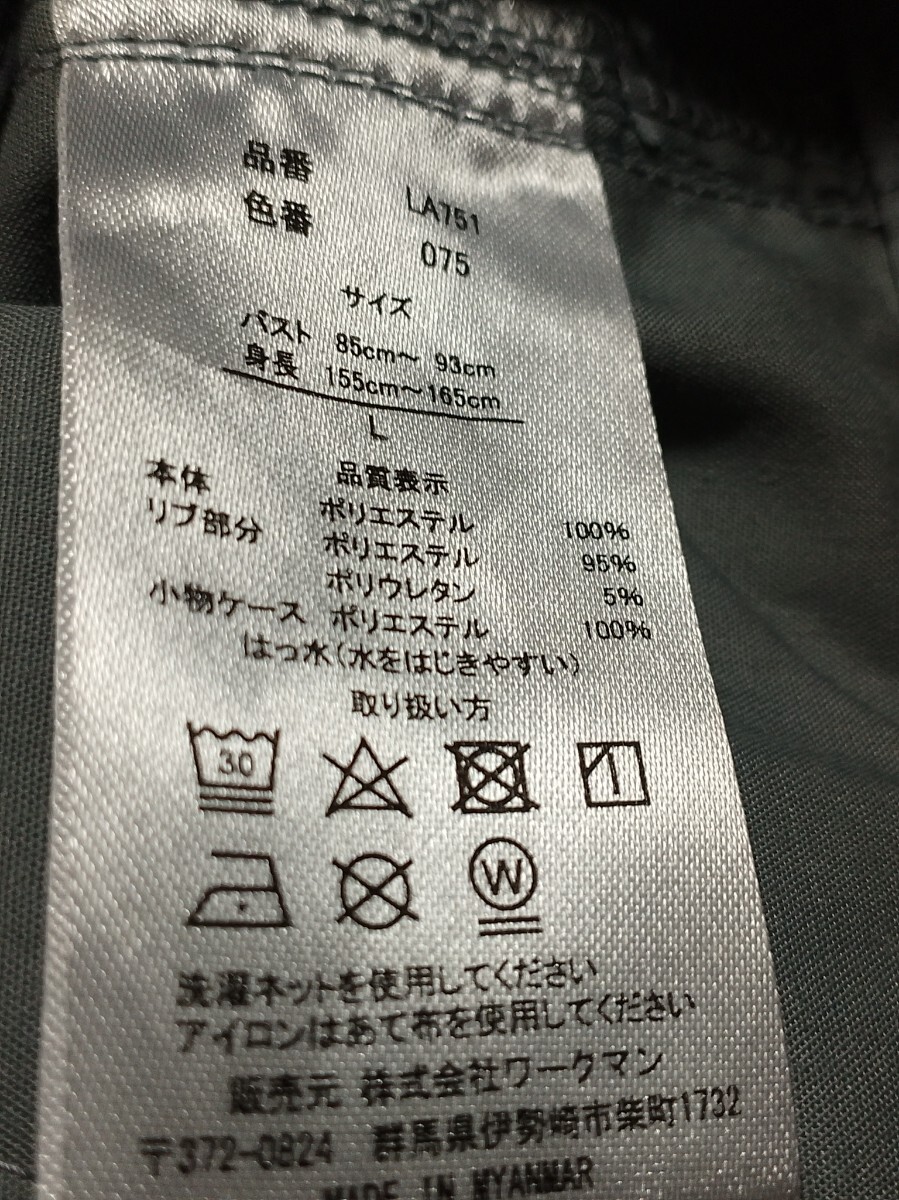 品番 LA751
色番 075
サイズ
バスト 85cm～ 93cm
身長 155cm～165cm
L
品質表示
本体 ポリエステル 100%
リブ部分 ポリエステル 95%
ポリウレタン 5%
小物ケース ポリエステル 100%
はっ水(水をはじきやすい)
取り扱い方
30
W
洗濯ネットを使用してください
アイロンはあて布を使用してください
販売元 株式会社ワークマン
〒372-0824 群馬県伊勢崎市柴町1732
MADE IN MYANMAR